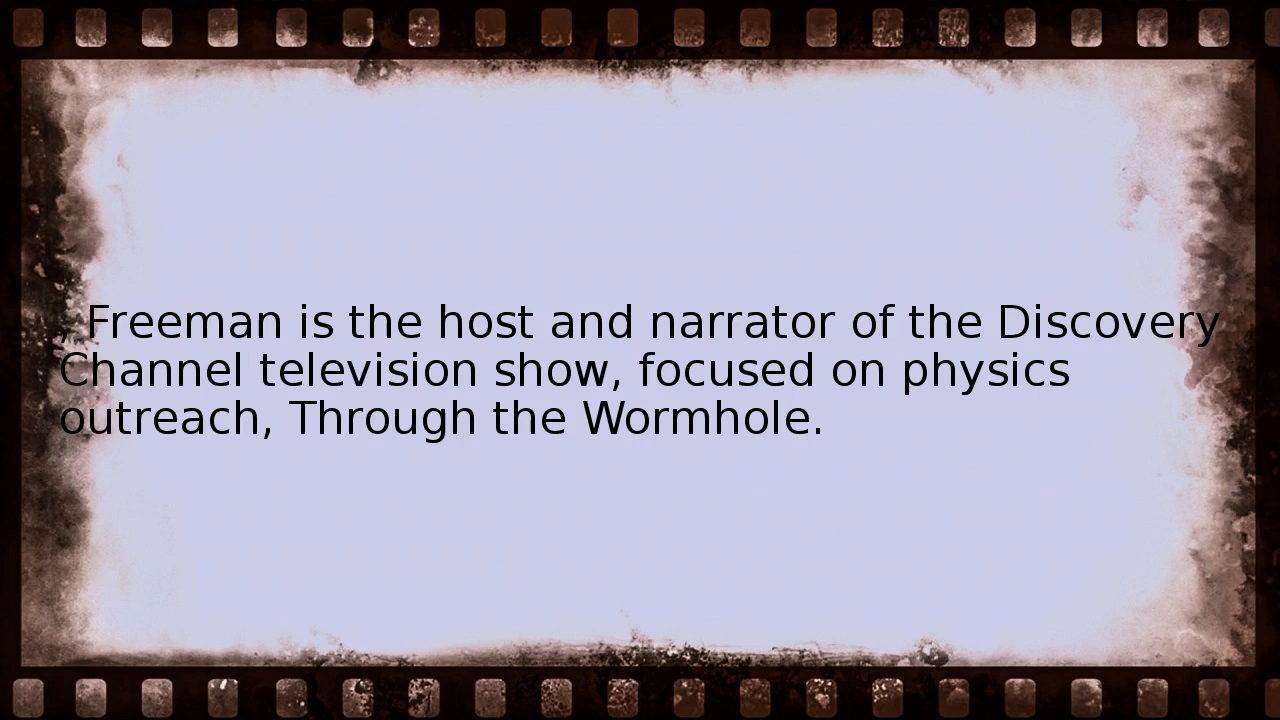 , Freeman is the host and narrator of the Discovery
Channel television show, focused on physics
outreach, Through the Wormhole.